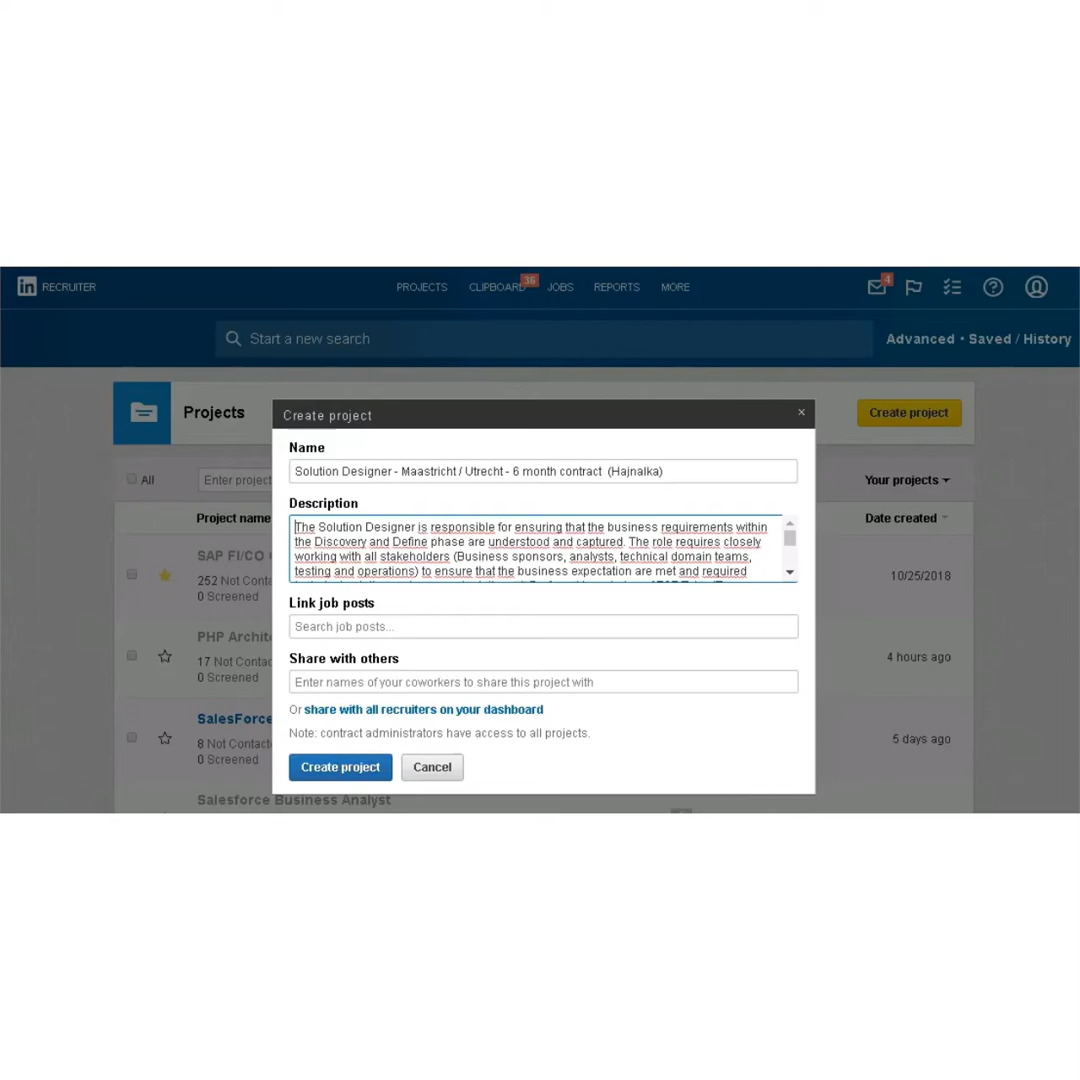 in RECRUITER
PROJECTS CLIPBOARD 36 JOBS REPORTS MORE
4
Start a new search
Advanced • Saved / History
Projects
Create project
All
Enter project
Your projects
Project name
Date created
SAP FI/CO
252 Not Conta
0 Screened
10/25/2018
PHP Archite
17 Not Contac
0 Screened
4 hours ago
SalesForce
8 Not Contact
0 Screened
5 days ago
Salesforce Business Analyst
Create project ×
Name
Solution Designer - Maastricht / Utrecht - 6 month contract (Hajnalka)
Description
The Solution Designer is responsible for ensuring that the business requirements within
the Discovery and Define phase are understood and captured. The role requires closely
working with all stakeholders (Business sponsors, analysts, technical domain teams,
testing and operations) to ensure that the business expectation are met and required
Link job posts
Search job posts...
Share with others
Enter names of your coworkers to share this project with
Or share with all recruiters on your dashboard
Note: contract administrators have access to all projects.
Create project Cancel